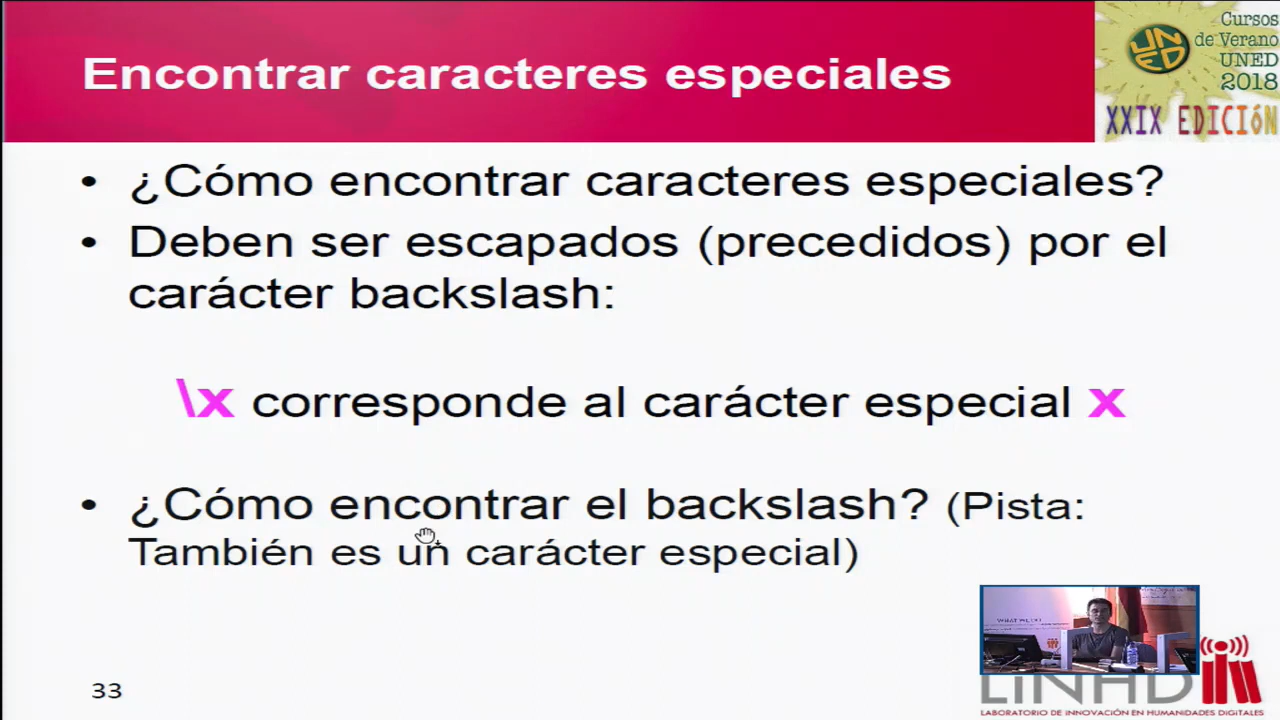 Encontrar caracteres especiales
Cursos
de Verano
UNED
2018
UNED
XXIX EDICIÓN
• ¿Cómo encontrar caracteres especiales?
• Deben ser escapados (precedidos) por el
carácter backslash:
\x corresponde al carácter especial x
• ¿Cómo encontrar el backslash? (Pista:
También es un carácter especial)
33
LINHD
LABORATORIO DE INNOVACIÓN EN HUMANIDADES DIGITALES